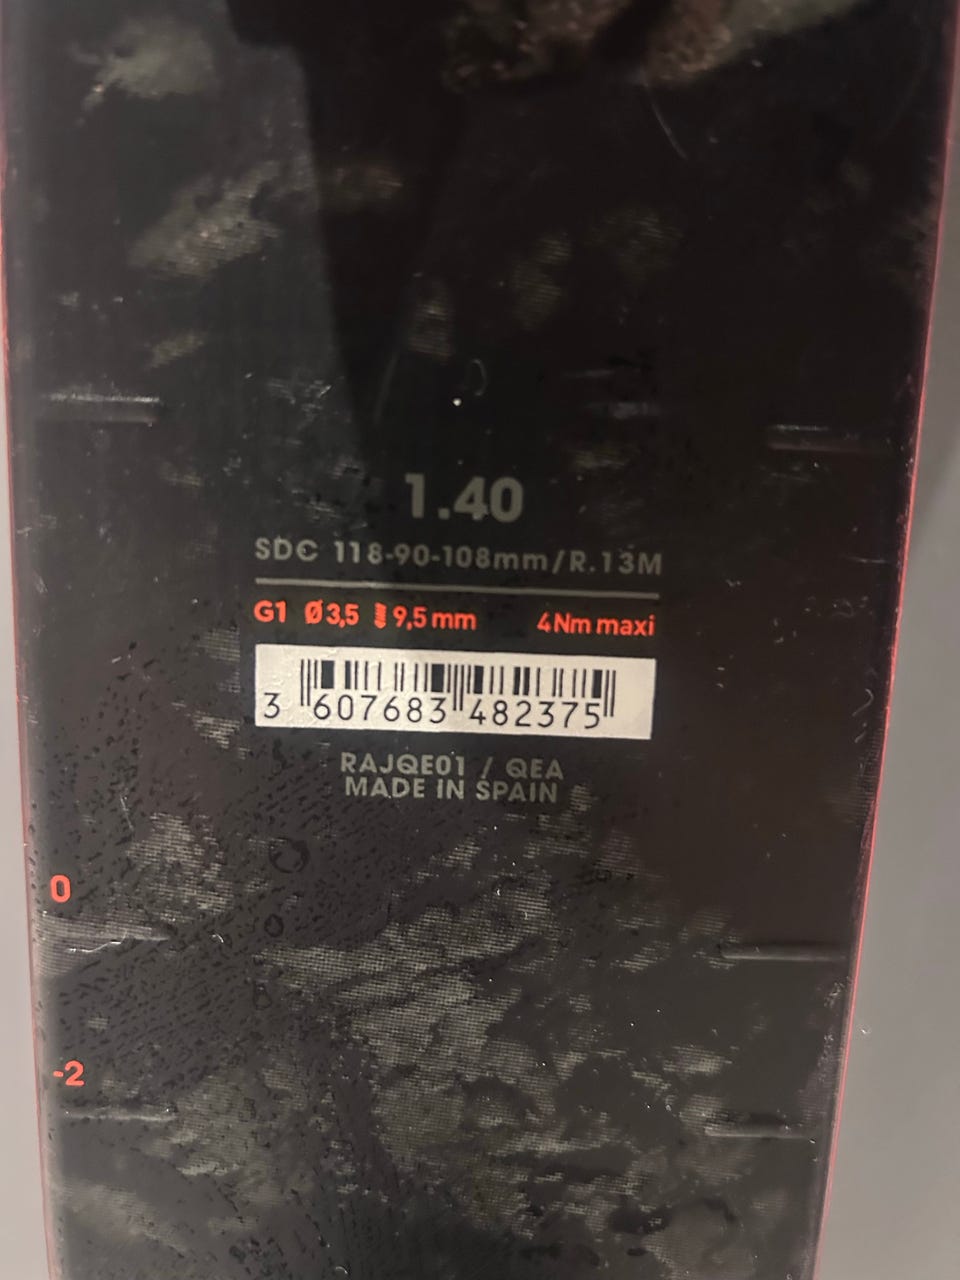 1.40
SDC 118-90-108mm/R.13M
G1 Ø3,5 9,5 mm 4Nm maxi
3 607683 482375
RAJQE01 / QEA
MADE IN SPAIN
0
-2